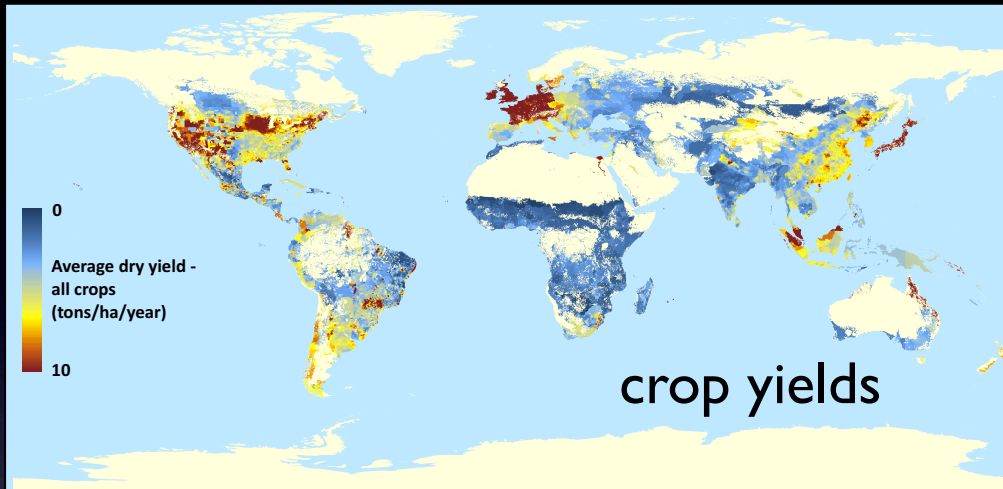 0
Average dry yield -
all crops
(tons/ha/year)
10
crop yields